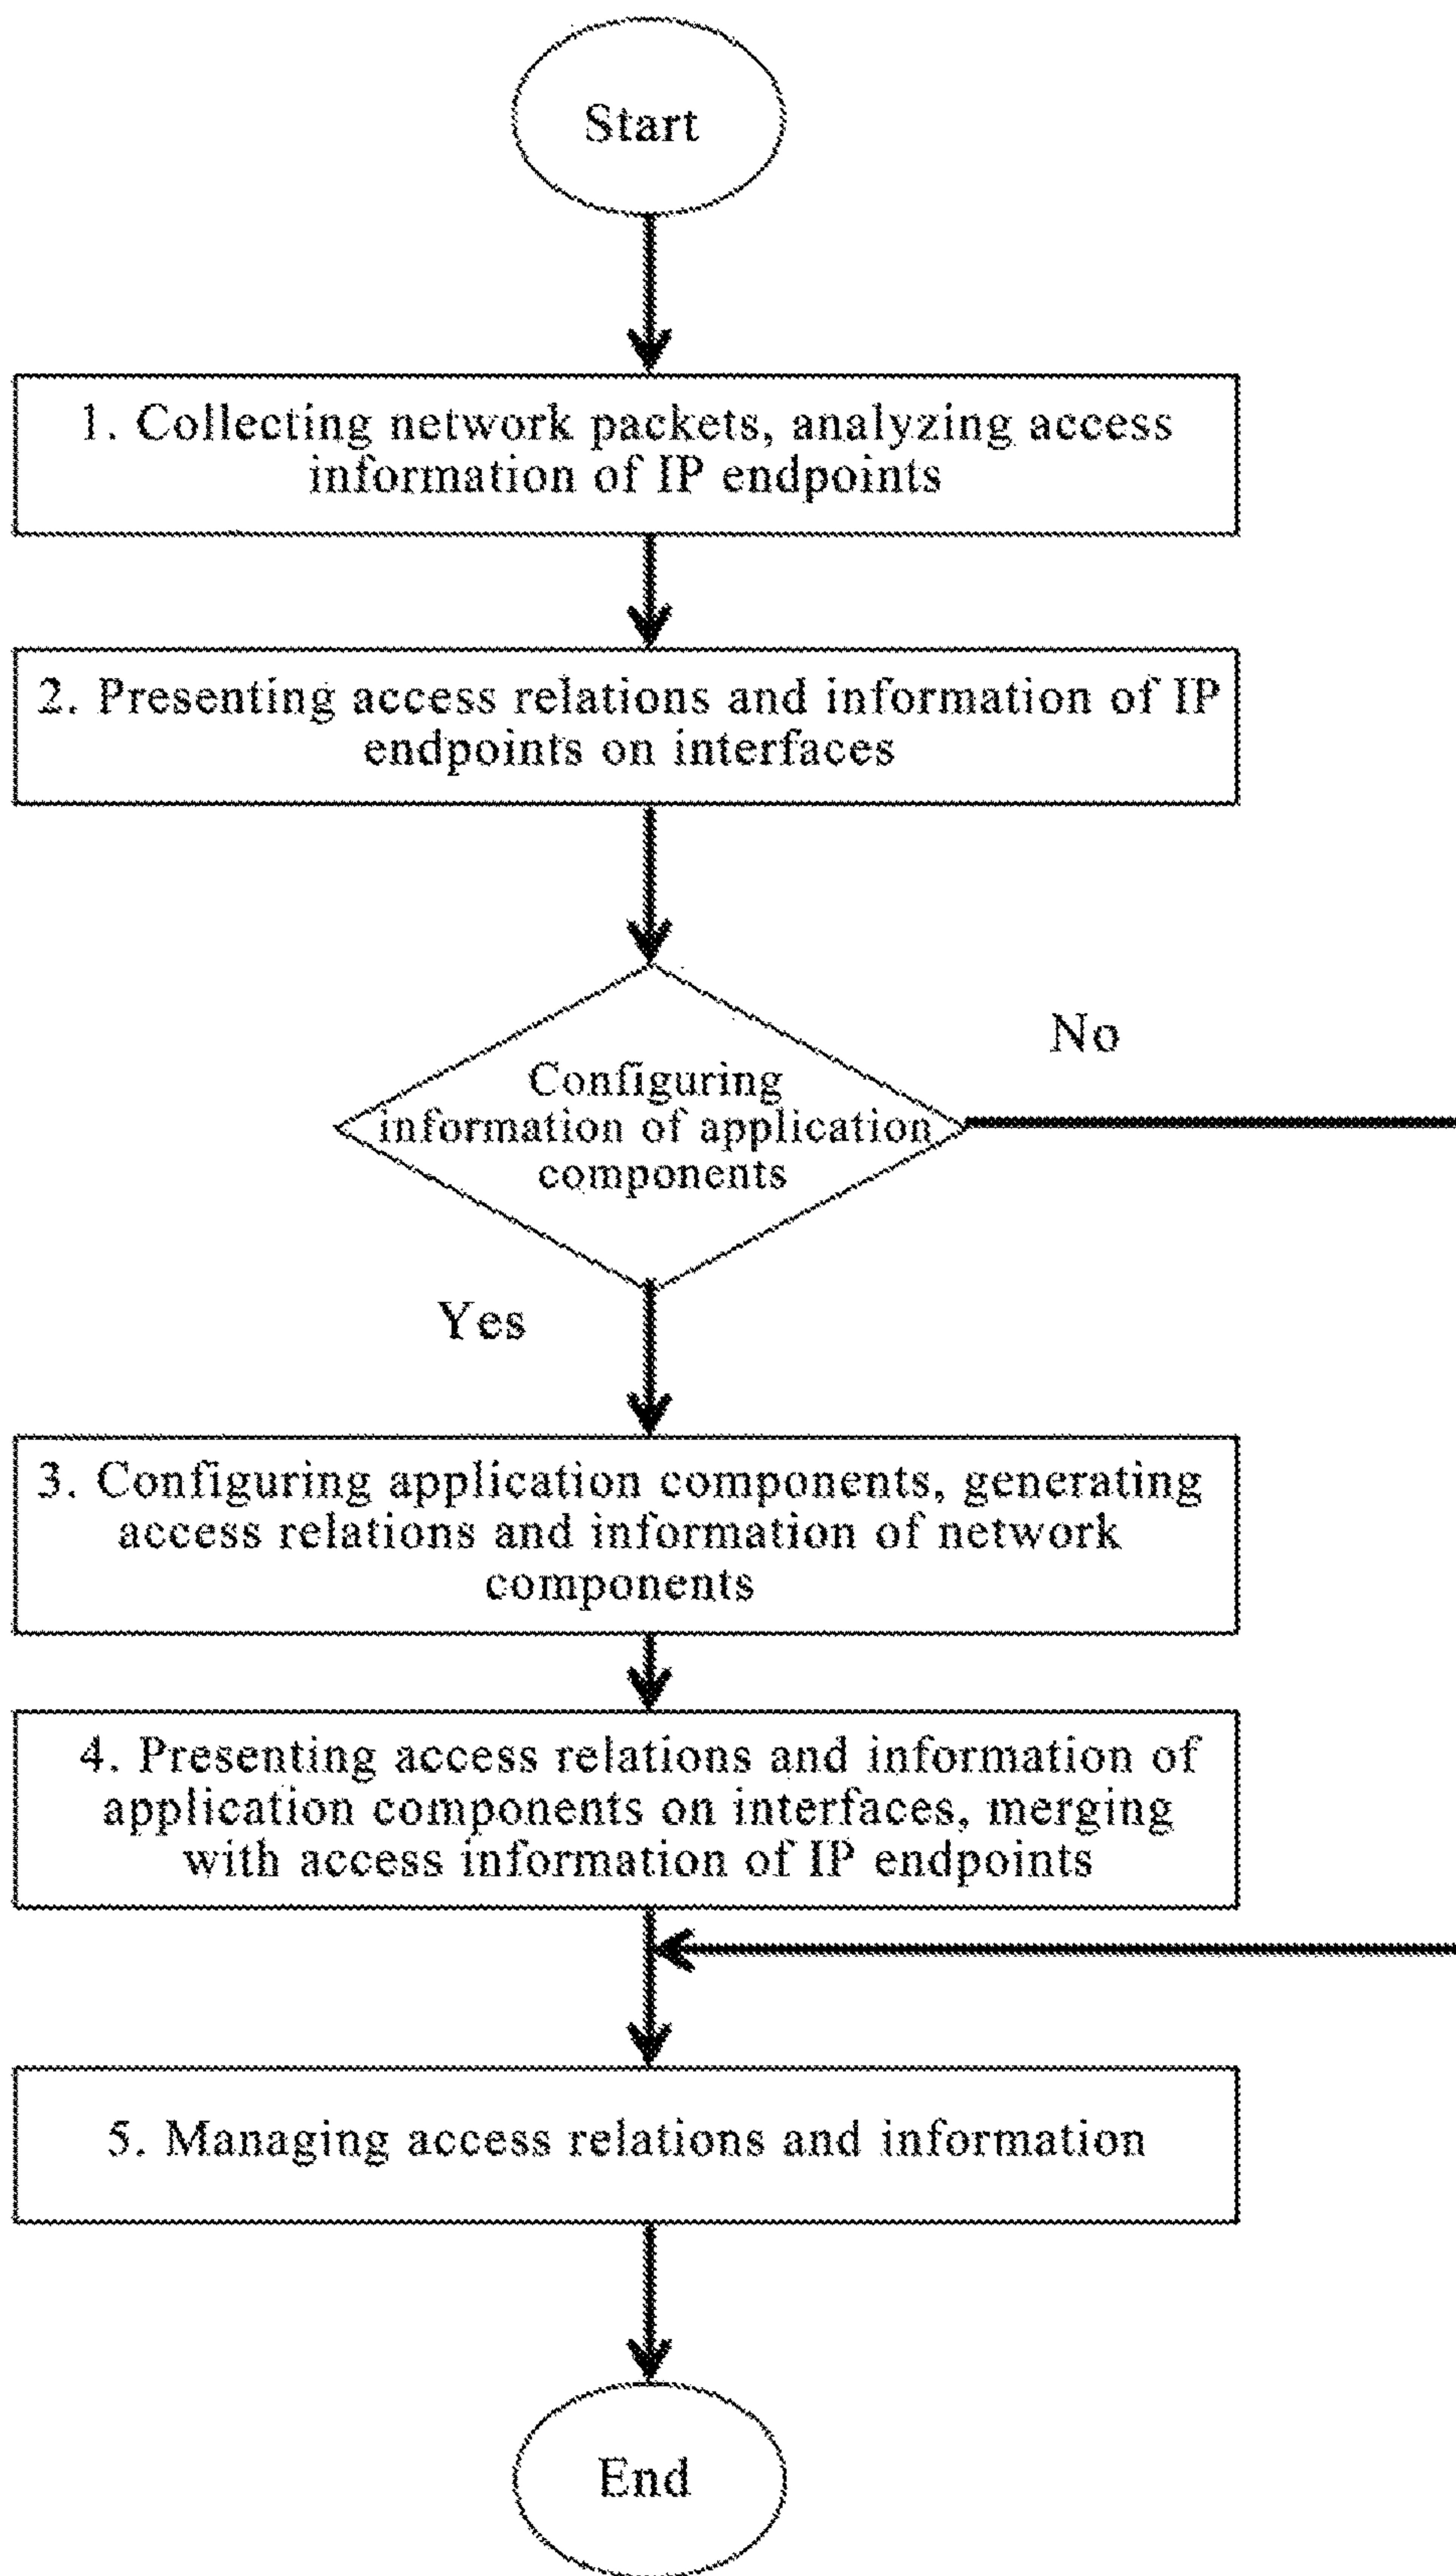 Start
1. Collecting network packets, analyzing access
information of IP endpoints
2. Presenting access relations and information of IP
endpoints on interfaces
No
Configuring
information of application
components
Yes
3. Configuring application components, generating
access relations and information of network
components
4. Presenting access relations and information of
application components on interfaces, merging
with access information of IP endpoints
5. Managing access relations and information
End